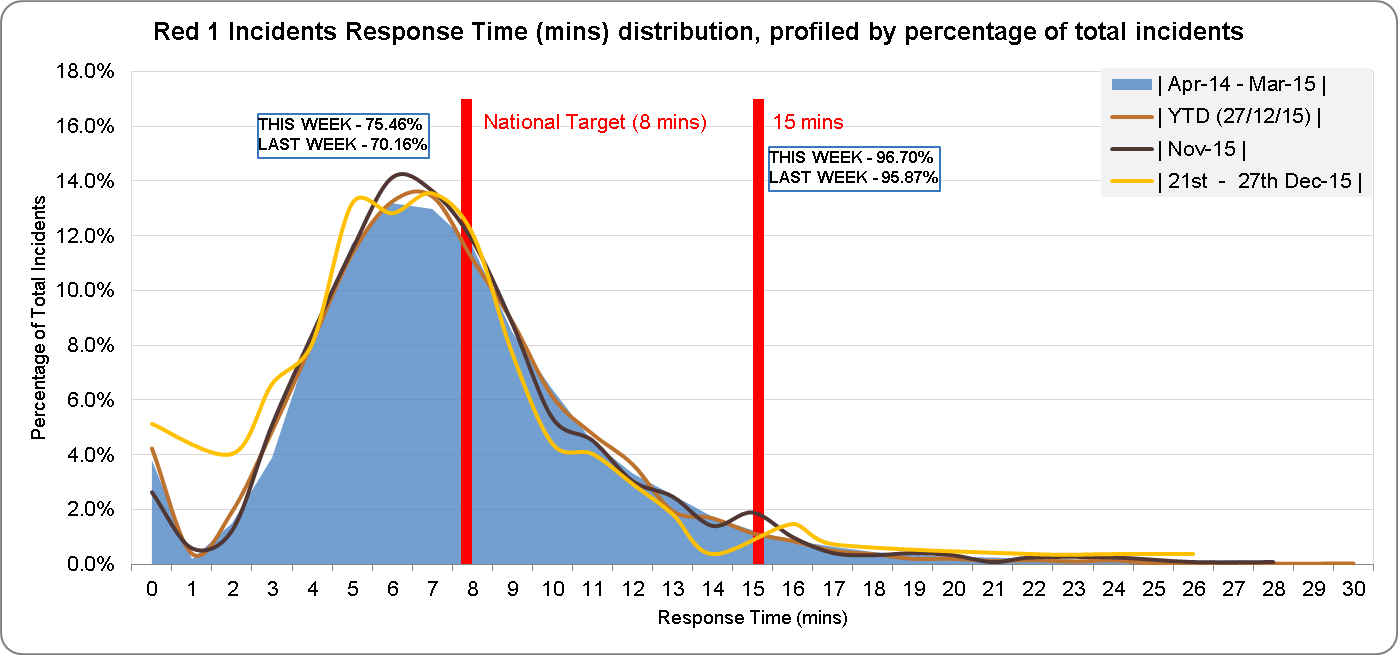 Red 1 Incidents Response Time (mins) distribution, profiled by percentage of total incidents
18.0%
16.0%
14.0%
12.0%
10.0%
8.0%
6.0%
4.0%
2.0%
0.0%
Percentage of Total Incidents
THIS WEEK - 75.46%
LAST WEEK - 70.16%
National Target (8 mins)
15 mins
THIS WEEK - 96.70%
LAST WEEK - 95.87%
| Apr-14 - Mar-15 |
| YTD (27/12/15) |
| Nov-15 |
| 21st - 27th Dec-15 |
0 1 2 3 4 5 6 7 8 9 10 11 12 13 14 15 16 17 18 19 20 21 22 23 24 25 26 27 28 29 30
Response Time (mins)